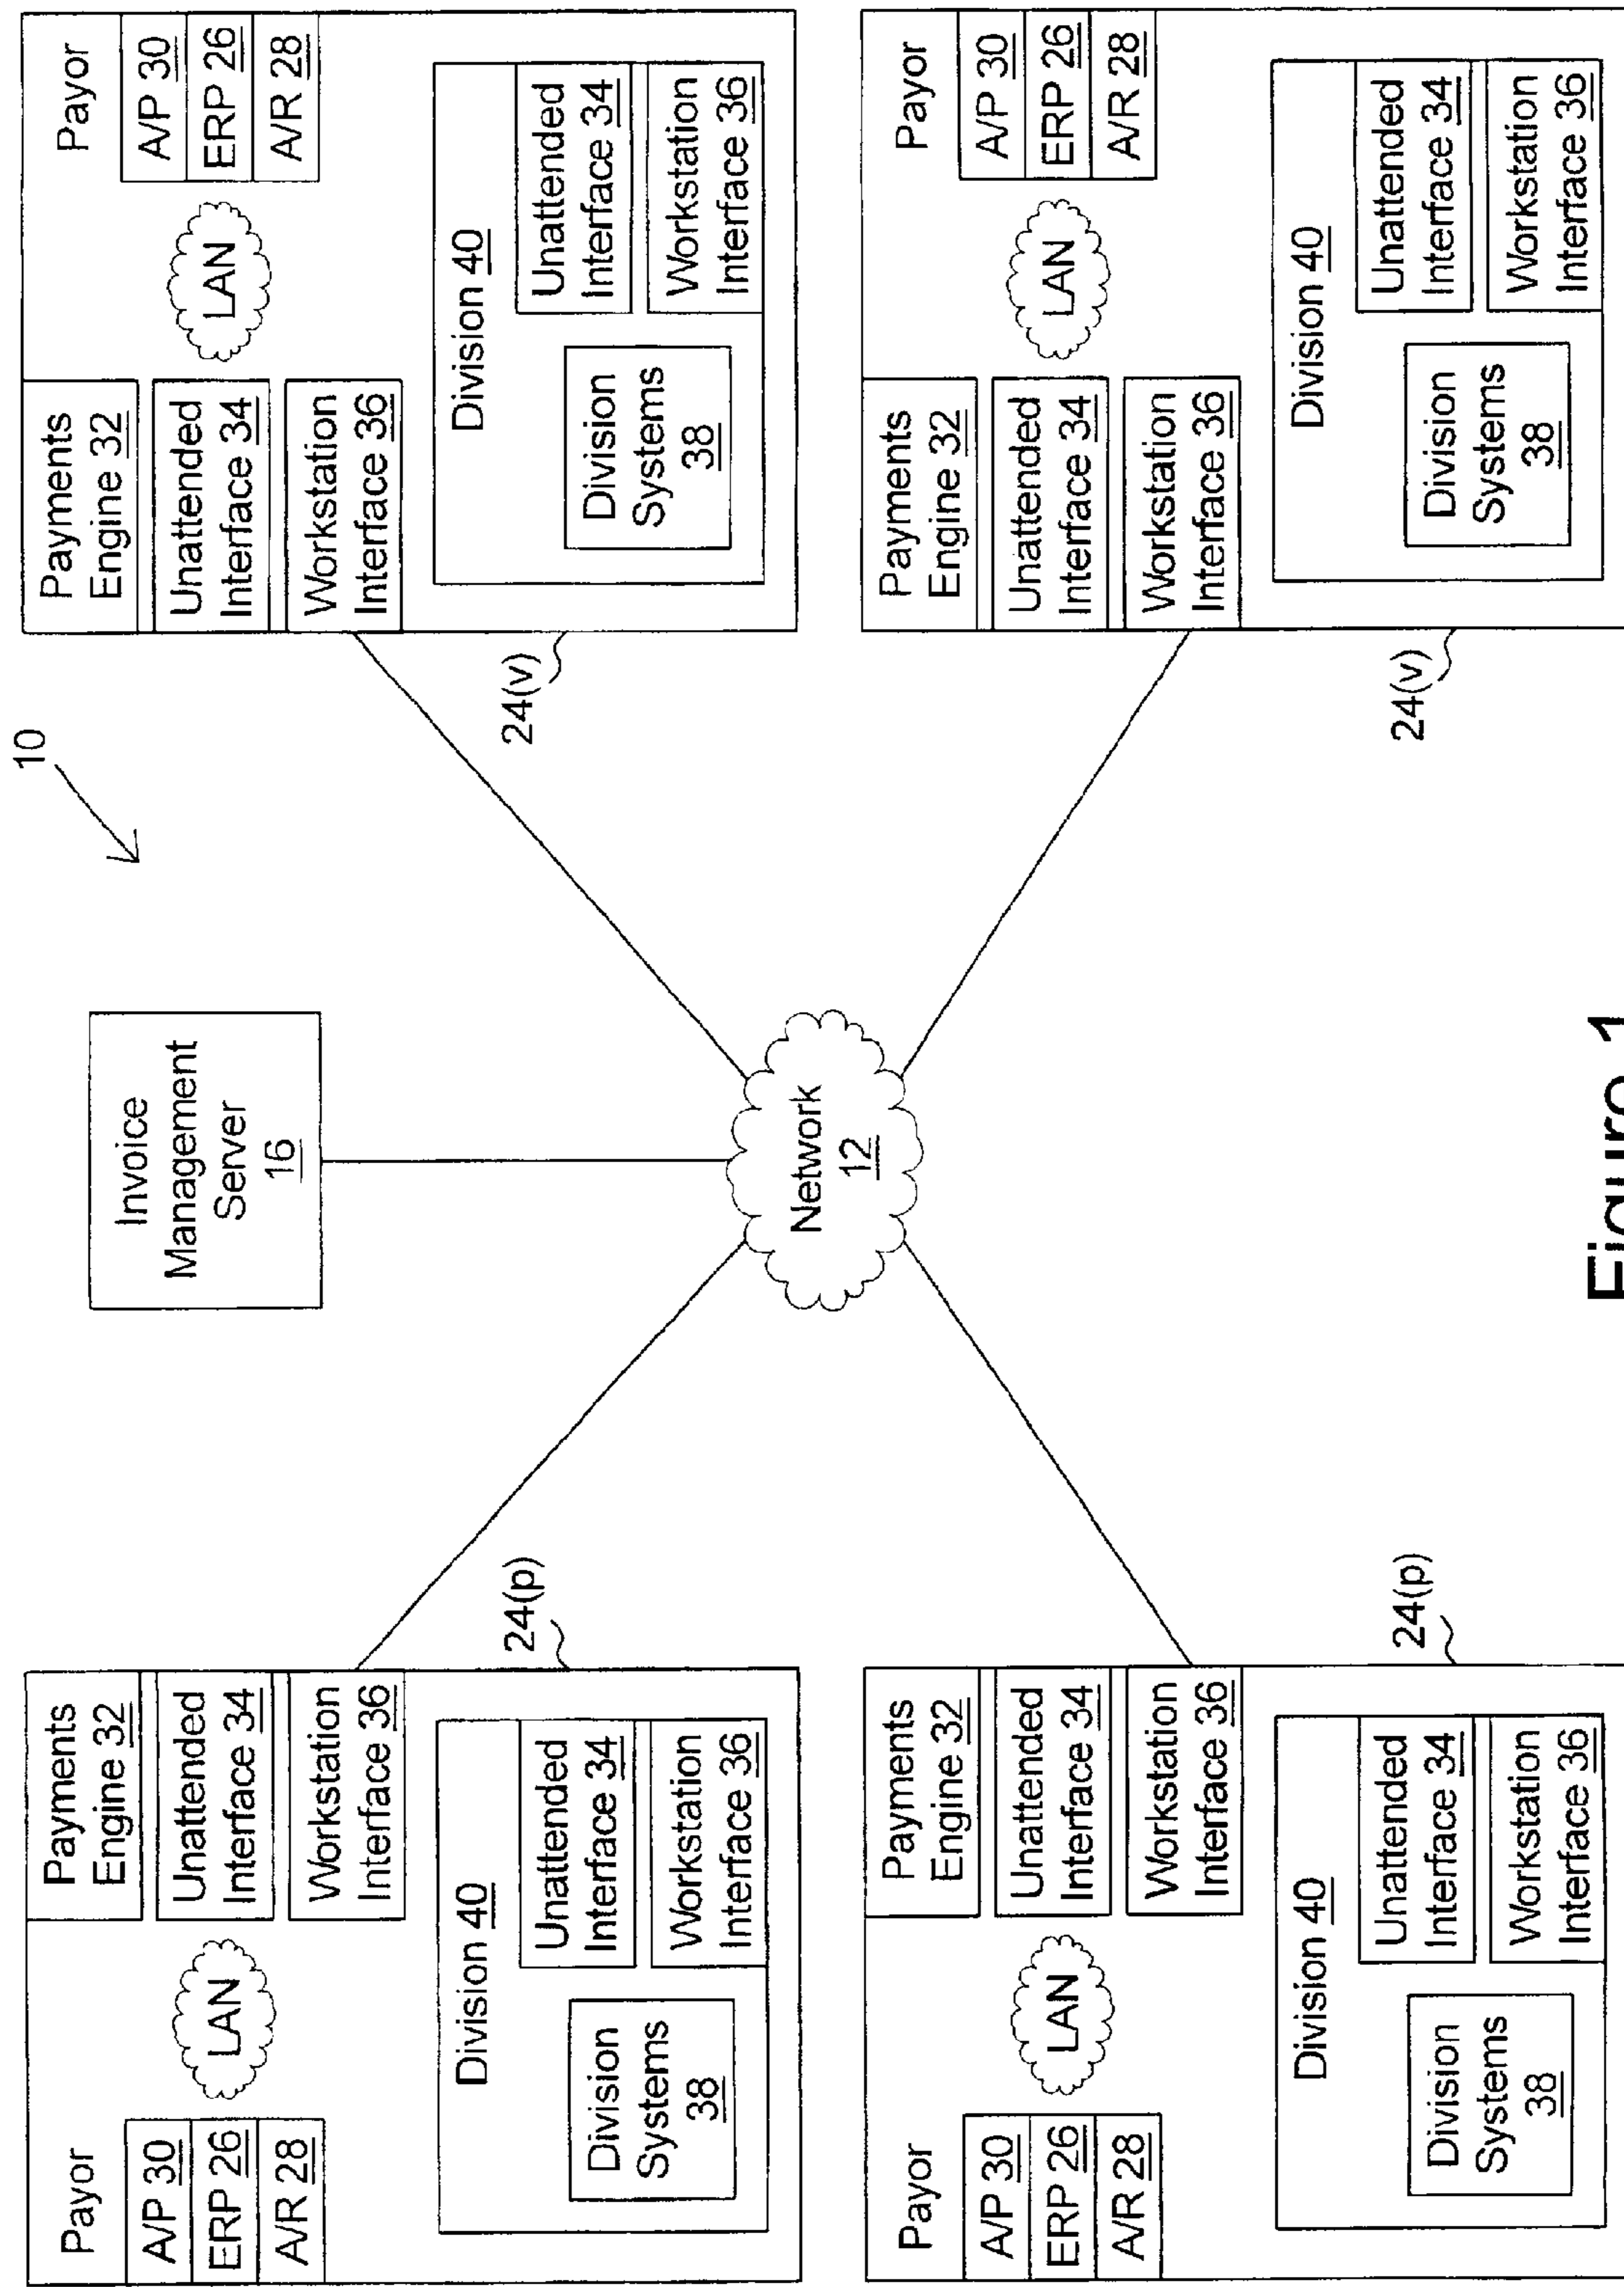 10
Payor
A/P 30
ERP 26
A/R 28
LAN
Payments
Engine 32
Unattended
Interface 34
Workstation
Interface 36
Division 40
Division
Systems
38
Unattended
Interface 34
Workstation
Interface 36
24(p)
Invoice
Management
Server
16
Payments
Engine 32
Unattended
Interface 34
Workstation
Interface 36
LAN
Payor
A/P 30
ERP 26
A/R 28
Division 40
Division
Systems
38
Unattended
Interface 34
Workstation
Interface 36
24(v)
Network
12
Payor
A/P 30
ERP 26
A/R 28
LAN
Payments
Engine 32
Unattended
Interface 34
Workstation
Interface 36
Division 40
Division
Systems
38
Unattended
Interface 34
Workstation
Interface 36
24(p)
Payments
Engine 32
Unattended
Interface 34
Workstation
Interface 36
LAN
Payor
A/P 30
ERP 26
A/R 28
Division 40
Division
Systems
38
Unattended
Interface 34
Workstation
Interface 36
24(v)
Figure 1